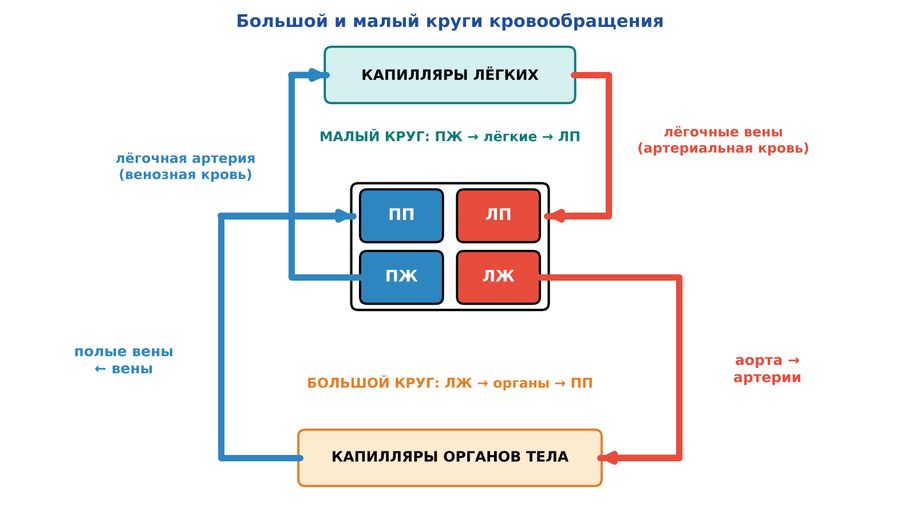 Большой и малый круги кровообращения
КАПИЛЛЯРЫ ЛЁГКИХ
МАЛЫЙ КРУГ: ПЖ → лёгкие → ЛП
лёгочные вены
(артериальная кровь)
лёгочная артерия
(венозная кровь)
ПП
ЛП
ПЖ
ЛЖ
полые вены
← вены
аорта →
артерии
БОЛЬШОЙ КРУГ: ЛЖ → органы → ПП
КАПИЛЛЯРЫ ОРГАНОВ ТЕЛА